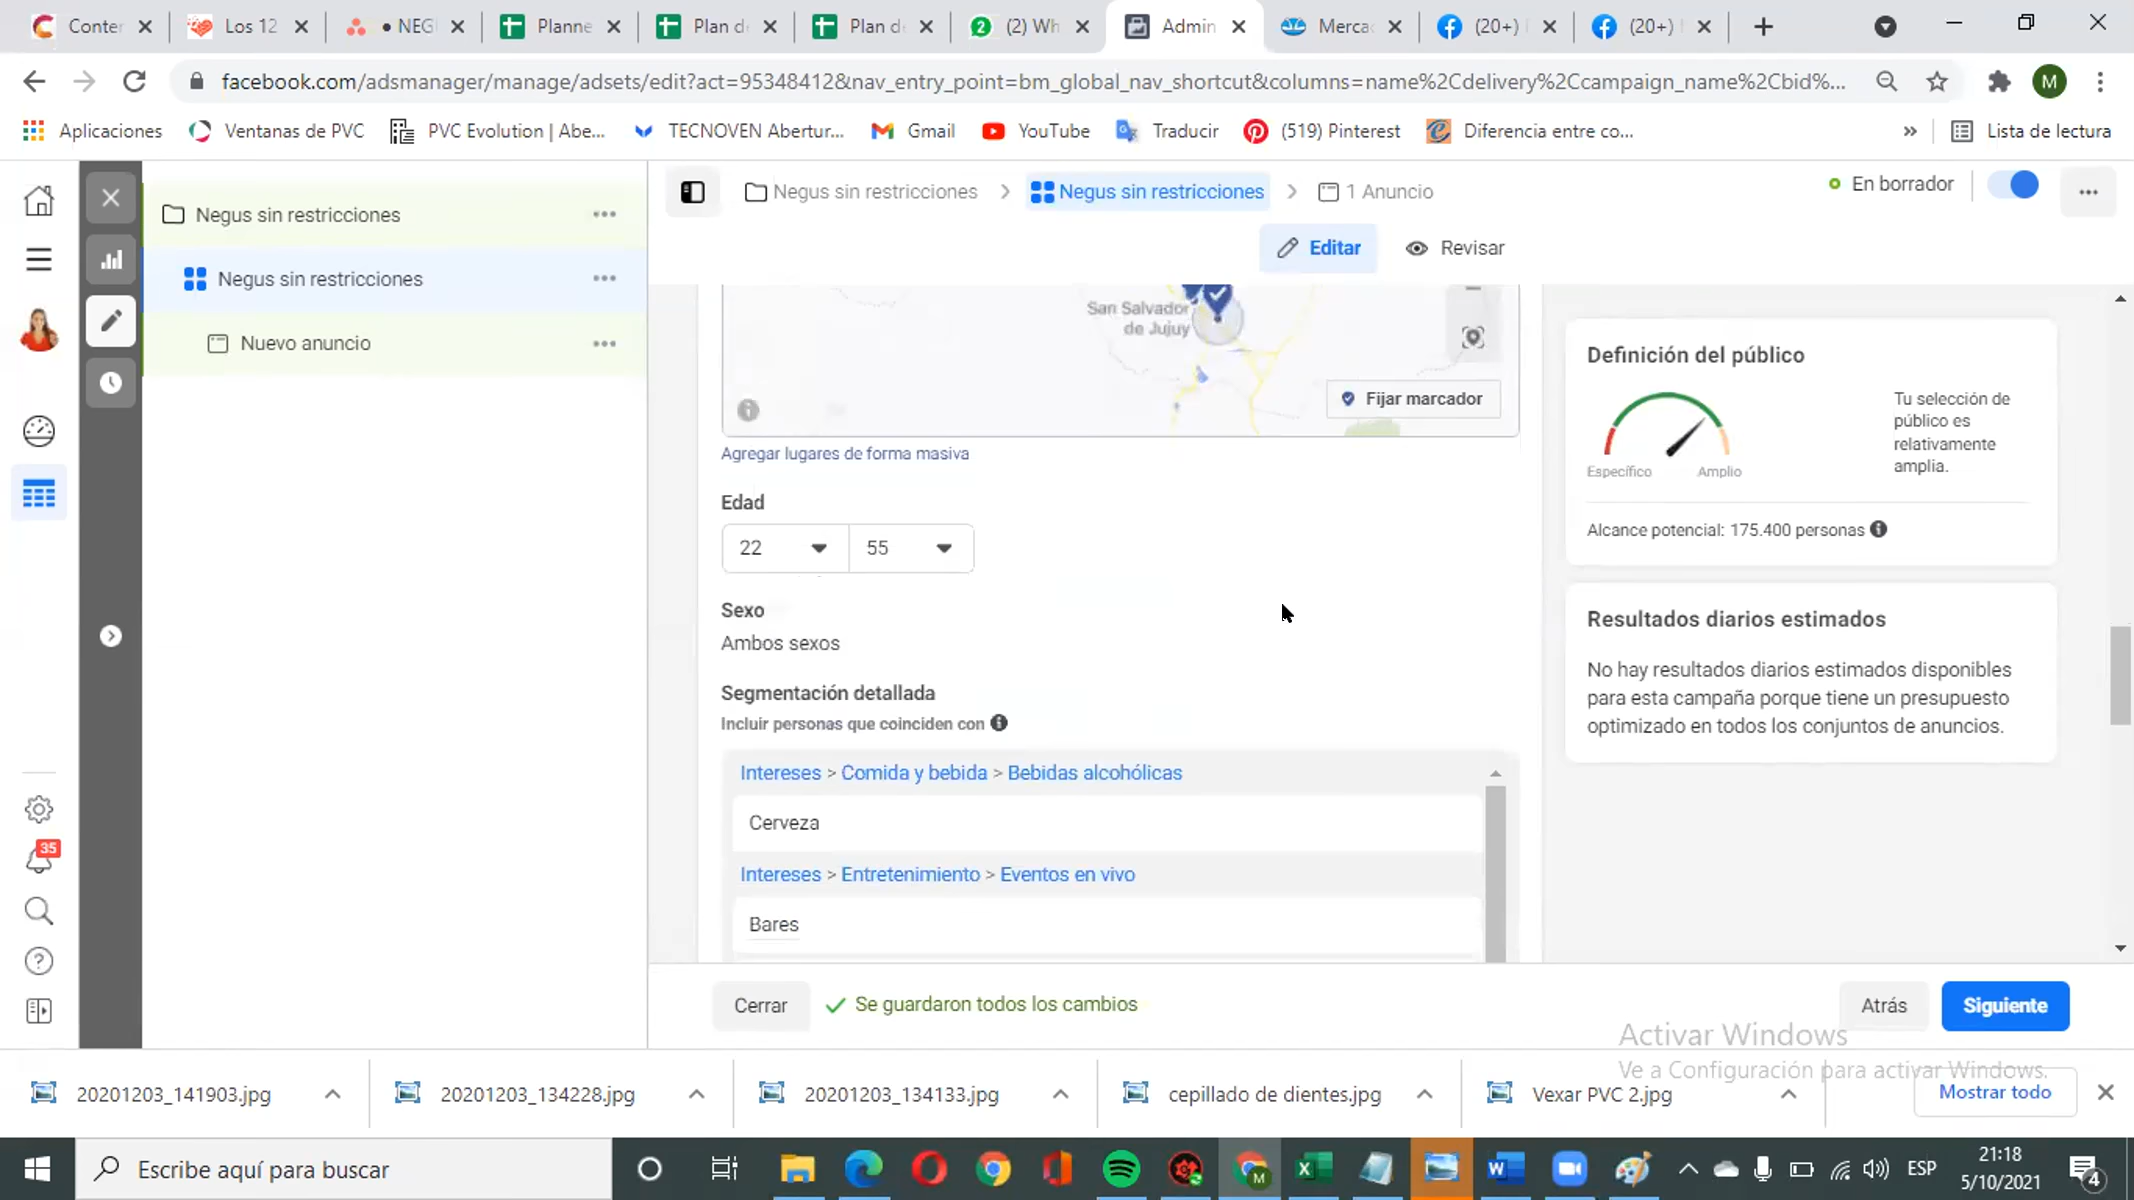 Conter
Los 12
• NEG
Planne
Plan d
Plan d
(2) Wh
Admin
Merca
(20+)
(20+)
facebook.com/adsmanager/manage/adsets/edit?act=95348412&nav_entry_point=bm_global_nav_shortcut&columns=name%2Cdelivery%2Ccampaign_name%2Cbid%...
M
Aplicaciones
Ventanas de PVC
PVC Evolution | Abe...
TECNOVEN Abertur...
Gmail
YouTube
Traducir
(519) Pinterest
Diferencia entre co...
»
Lista de lectura
Negus sin restricciones
Negus sin restricciones
Nuevo anuncio
35
Negus sin restricciones > Negus sin restricciones > 1 Anuncio
En borrador
Editar
Revisar
San Salvador
de Jujuy
Fijar marcador
Agregar lugares de forma masiva
Edad
22
55
Sexo
Ambos sexos
Segmentación detallada
Incluir personas que coinciden con
Intereses > Comida y bebida > Bebidas alcohólicas
Cerveza
Intereses > Entretenimiento > Eventos en vivo
Bares
Definición del público
Específico
Amplio
Tu selección de
público es
relativamente
amplia.
Alcance potencial: 175.400 personas
Resultados diarios estimados
No hay resultados diarios estimados disponibles
para esta campaña porque tiene un presupuesto
optimizado en todos los conjuntos de anuncios.
Cerrar
Se guardaron todos los cambios
Atrás
Siguiente
Activar Windows
Ve a Configuración para activar Windows.
20201203_141903.jpg
20201203_134228.jpg
20201203_134133.jpg
cepillado de dientes.jpg
Vexar PVC 2.jpg
Mostrar todo
Escribe aquí para buscar
ESP
21:18
5/10/2021
4